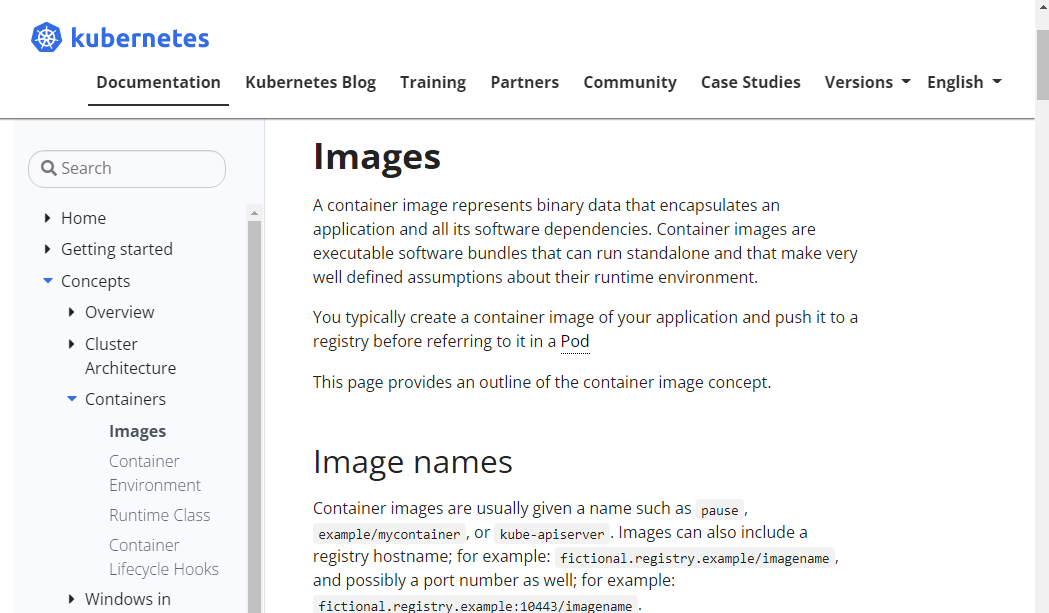 kubernetes
Documentation Kubernetes Blog Training Partners Community Case Studies Versions English
Search
Home
Getting started
Concepts
Overview
Cluster
Architecture
Containers
Images
Container
Environment
Runtime Class
Container
Lifecycle Hooks
Windows in
Images
A container image represents binary data that encapsulates an
application and all its software dependencies. Container images are
executable software bundles that can run standalone and that make very
well defined assumptions about their runtime environment.
You typically create a container image of your application and push it to a
registry before referring to it in a Pod
This page provides an outline of the container image concept.
Image names
Container images are usually given a name such as pause,
example/mycontainer, or kube-apiserver. Images can also include a
registry hostname; for example: fictional.registry.example/imagename,
and possibly a port number as well; for example:
fictional.registry.example:10443/imagename.